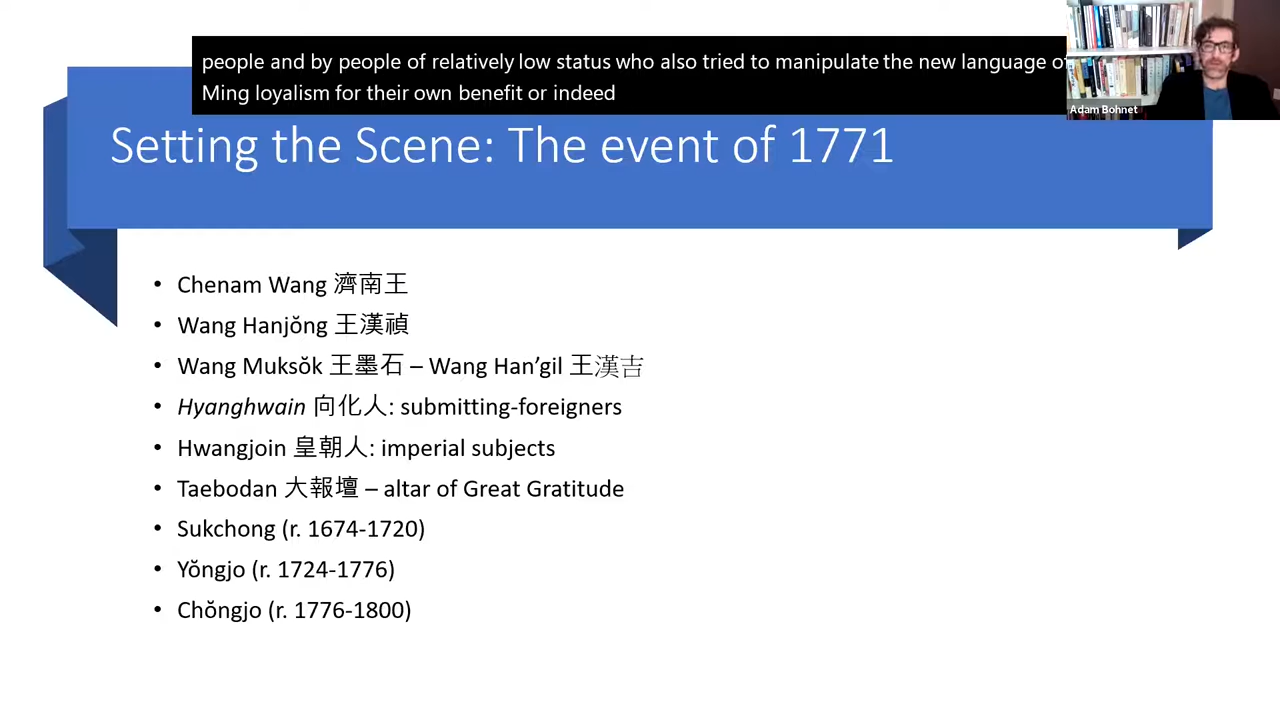 people and by people of relatively low status who also tried to manipulate the new language
Ming loyalism for their own benefit or indeed
Adam Bohnet
Setting the Scene: The event of 1771
• Chenam Wang 濟南王
• Wang Hanjŏng 王漢禎
• Wang Muksŏk 王墨石 – Wang Han’gil 王漢吉
• Hyanghwain 向化人: submitting-foreigners
• Hwangjoin 皇朝人: imperial subjects
• Taebodan 大報壇 – altar of Great Gratitude
• Sukchong (r. 1674-1720)
• Yŏngjo (r. 1724-1776)
• Chŏngjo (r. 1776-1800)